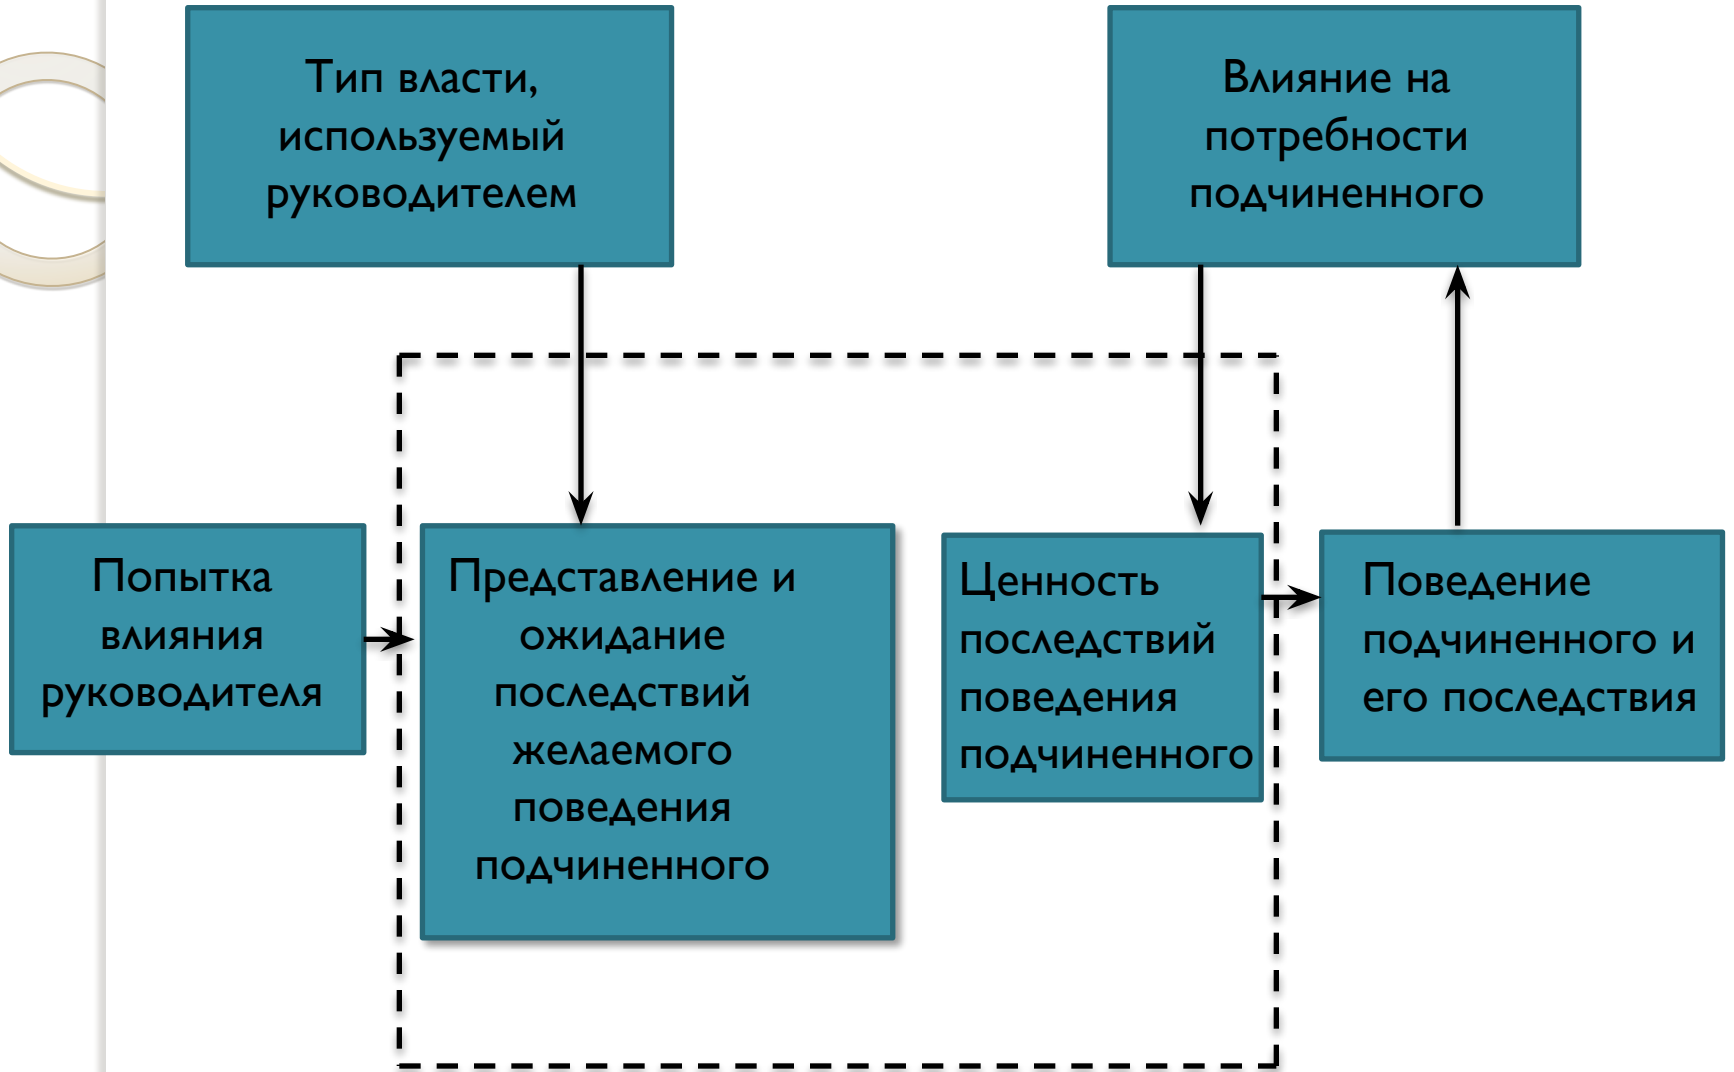 Тип власти,
используемый
руководителем
Влияние на
потребности
подчиненного
Попытка
влияния
руководителя
Представление и
ожидание
последствий
желаемого
поведения
подчиненного
Ценность
последствий
поведения
подчиненного
Поведение
подчиненного и
его последствия